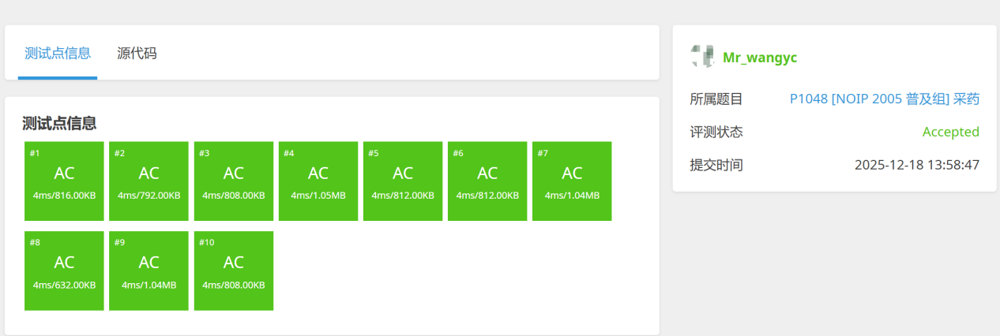 测试点信息 源代码
测试点信息
#1 #2 #3 #4 #5 #6 #7
AC AC AC AC AC AC AC
4ms/816.00KB 4ms/792.00KB 4ms/808.00KB 4ms/1.05MB 4ms/812.00KB 4ms/812.00KB 4ms/1.04MB
#8 #9 #10
AC AC AC
4ms/632.00KB 4ms/1.04MB 4ms/808.00KB
Mr_wangyc
所属题目 P1048 [NOIP 2005 普及组] 采药
评测状态 Accepted
提交时间 2025-12-18 13:58:47